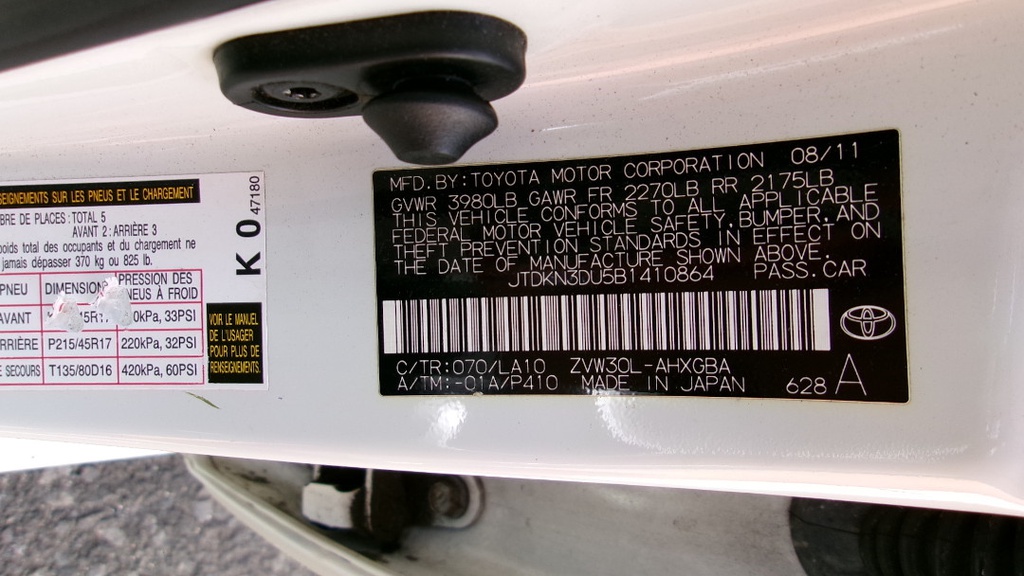 SEIGNEMENTS SUR LES PNEUS ET LE CHARGEMENT
BRE DE PLACES: TOTAL 5
AVANT 2: ARRIÈRE 3
poids total des occupants et du chargement ne
jamais dépasser 370 kg ou 825 lb.
PNEU DIMENSION PRESSION DES
PNEUS À FROID
AVANT 45R17 kPa, 33PSI
RRIÈRE P215/45R17 220kPa, 32PSI
E SECOURS T135/80D16 420kPa, 60PSI
K 0 47180
VOIR LE MANUEL
DE L'USAGER
POUR PLUS DE
RENSEIGNEMENTS.
MFD. BY: TOYOTA MOTOR CORPORATION 08/11
GVWR 3980LB GAWR FR 2270LB RR 2175LB
THIS VEHICLE CONFORMS TO ALL APPLICABLE
FEDERAL MOTOR VEHICLE SAFETY, BUMPER, AND
THEFT PREVENTION STANDARDS IN EFFECT ON
THE DATE OF MANUFACTURE SHOWN ABOVE.
JTDKN3DU5B1410864 PASS. CAR
C/TR: 070/LA10 ZVW30L-AHXGBA
A/TM: -01A/P410 MADE IN JAPAN 628 A